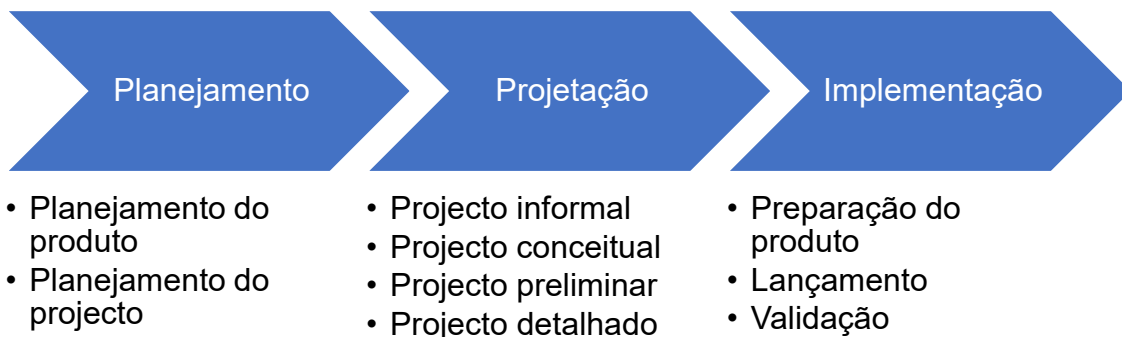 Planejamento
• Planejamento do
produto
• Planejamento do
projecto
Projetação
• Projecto informal
• Projecto conceitual
• Projecto preliminar
• Projecto detalhado
Implementação
• Preparação do
produto
• Lançamento
• Validação